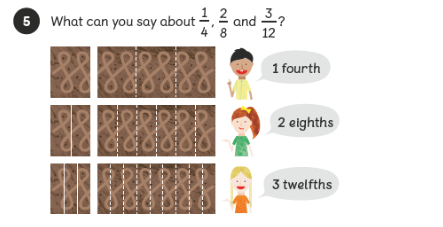 5 What can you say about 1/4, 2/8 and 3/12?
1 fourth
2 eighths
3 twelfths